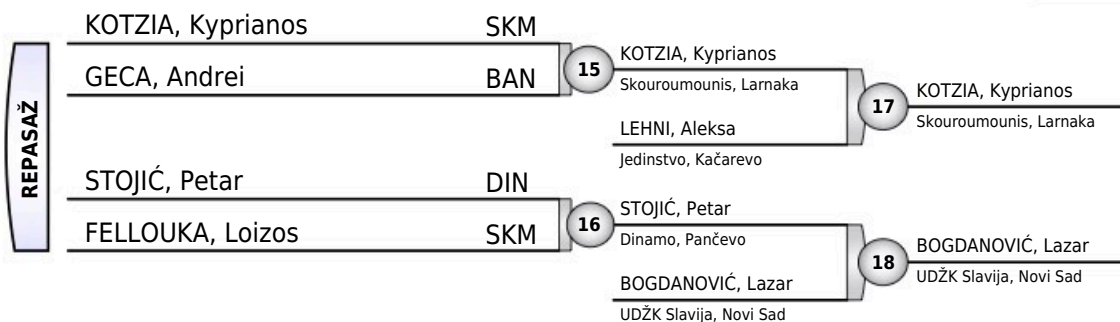 REPASAŽ
KOTZIA, Kyprianos SKM
GECA, Andrei BAN
STOJIĆ, Petar DIN
FELLOUKA, Loizos SKM
15
KOTZIA, Kyprianos
Skouroumounis, Larnaka
LEHNI, Aleksa
Jedinstvo, Kačarevo
16
STOJIĆ, Petar
Dinamo, Pančevo
BOGDANOVIĆ, Lazar
UDŽK Slavija, Novi Sad
17
KOTZIA, Kyprianos
Skouroumounis, Larnaka
18
BOGDANOVIĆ, Lazar
UDŽK Slavija, Novi Sad